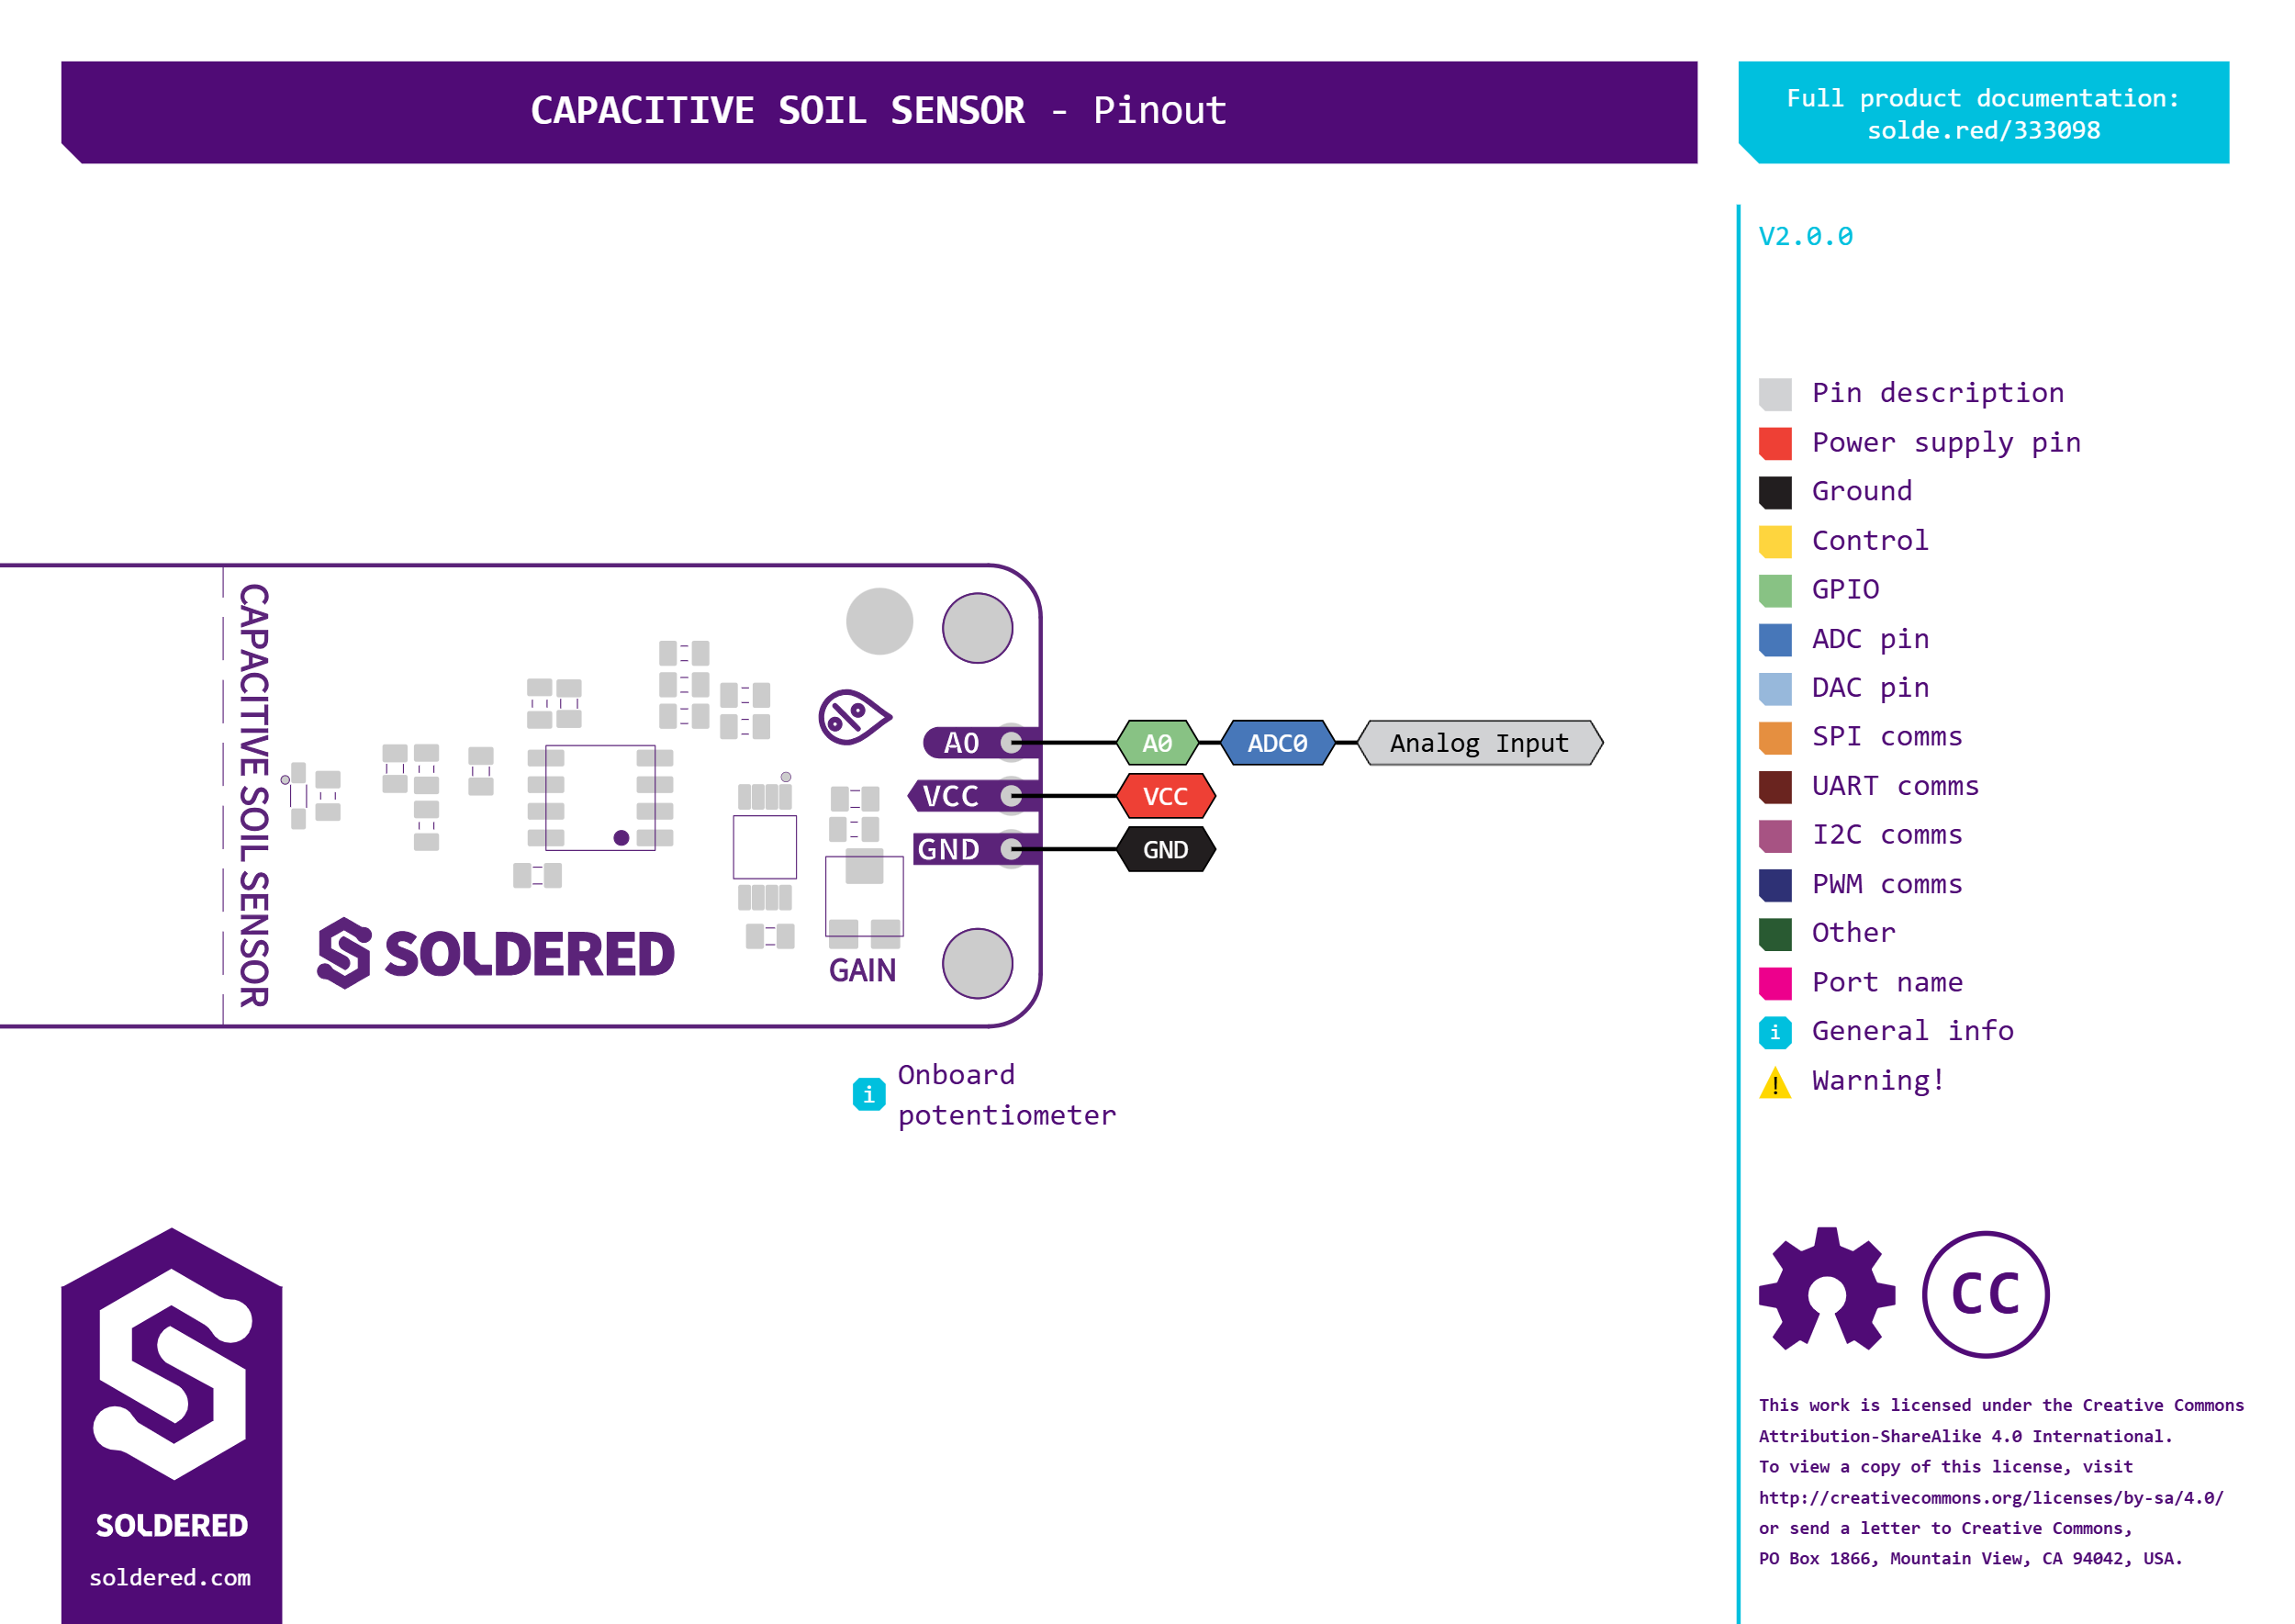 CAPACITIVE SOIL SENSOR - Pinout
Full product documentation:
solde.red/333098
V2.0.0
Pin description
Power supply pin
Ground
Control
GPIO
ADC pin
DAC pin
SPI comms
UART comms
I2C comms
PWM comms
Other
Port name
i General info
! Warning!
CAPACITIVE SOIL SENSOR
%
A0
A0
ADC0
Analog Input
VCC
VCC
GND
GND
SOLDERED
GAIN
i Onboard
potentiometer
SOLDERED
soldered.com
CC
This work is licensed under the Creative Commons
Attribution-ShareAlike 4.0 International.
To view a copy of this license, visit
http://creativecommons.org/licenses/by-sa/4.0/
or send a letter to Creative Commons,
PO Box 1866, Mountain View, CA 94042, USA.